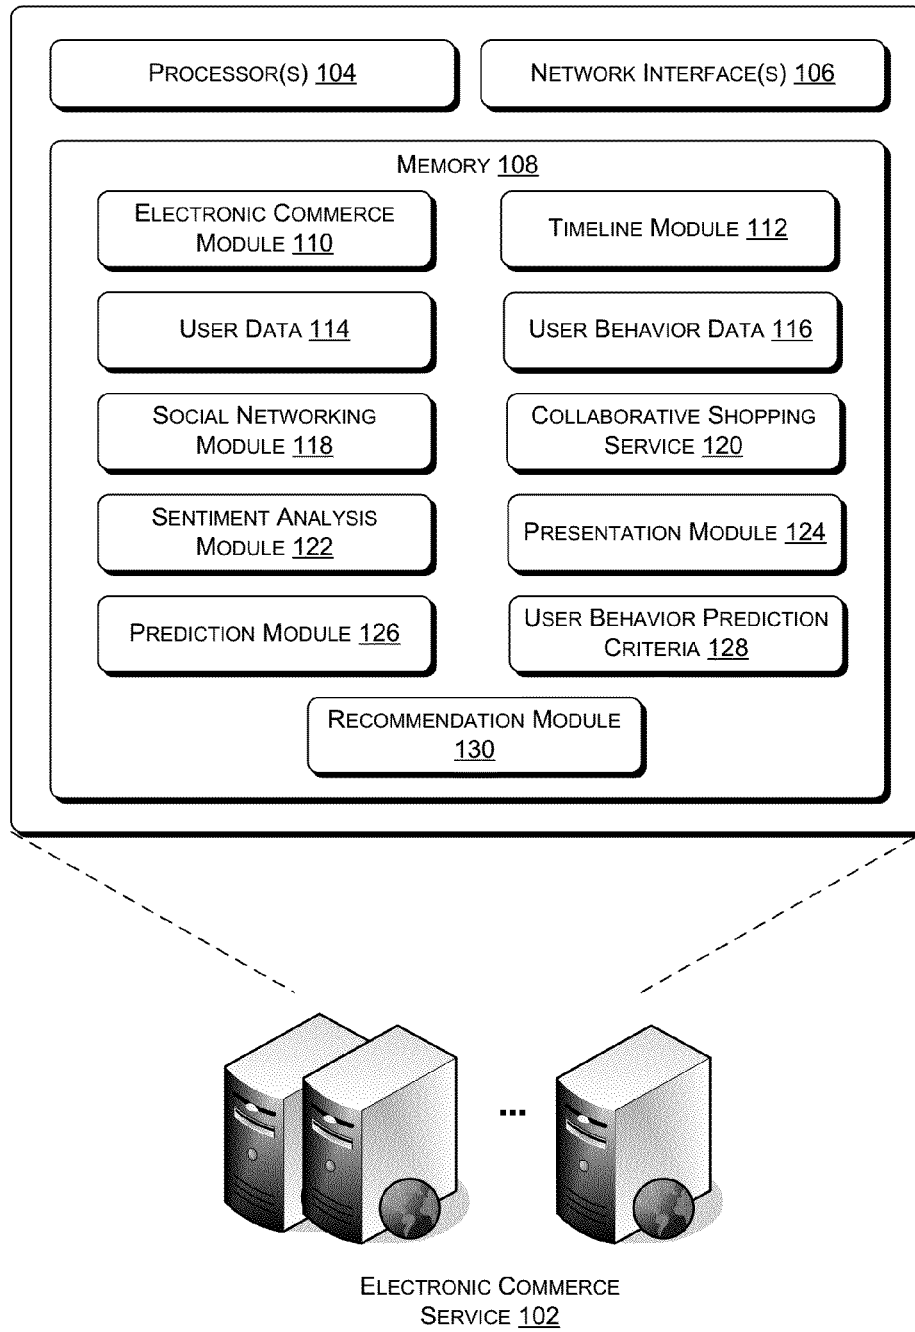 PROCESSOR(S) 104
NETWORK INTERFACE(S) 106
MEMORY 108
ELECTRONIC COMMERCE
MODULE 110
TIMELINE MODULE 112
USER DATA 114
USER BEHAVIOR DATA 116
SOCIAL NETWORKING
MODULE 118
COLLABORATIVE SHOPPING
SERVICE 120
SENTIMENT ANALYSIS
MODULE 122
PRESENTATION MODULE 124
PREDICTION MODULE 126
USER BEHAVIOR PREDICTION
CRITERIA 128
RECOMMENDATION MODULE
130
...
ELECTRONIC COMMERCE
SERVICE 102